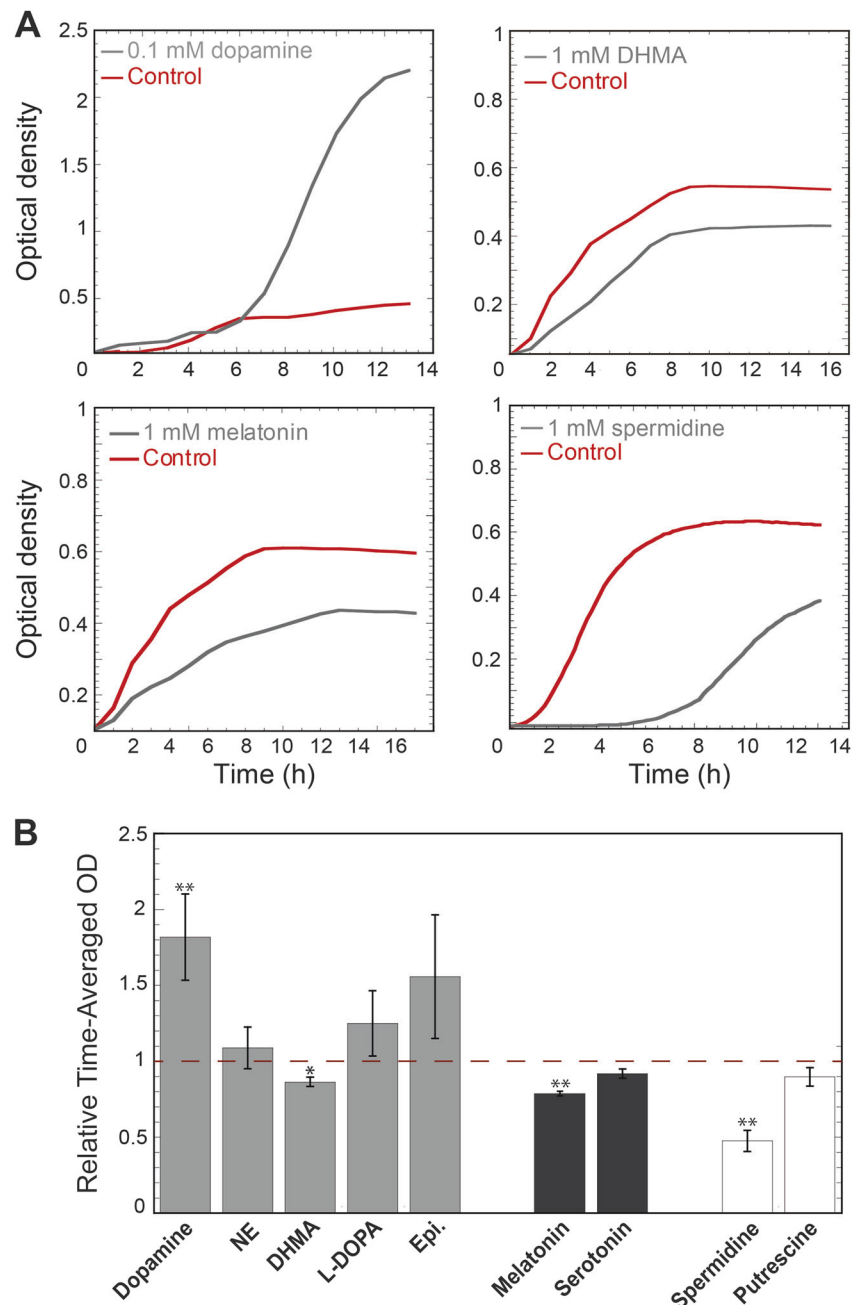 A
0.1 mM dopamine
Control
2.5
2
1.5
1
0.5
0 2 4 6 8 10 12 14
Optical density
1 mM DHMA
Control
1
0.6
0.4
0.2
0 2 4 6 8 10 12 14 16
1 mM melatonin
Control
1
0.8
0.6
0.4
0.2
0 2 4 6 8 10 12 14 16
Optical density
Time (h)
1 mM spermidine
Control
1
0.8
0.6
0.4
0.2
0 2 4 6 8 10 12 14
Time (h)
B
Relative Time-Averaged OD
2.5
2
1.5
1
0.5
0
**
*
**
**
Dopamine
NE
DHMA
L-DOPA
Epi.
Melatonin
Serotonin
Spermidine
Putrescine